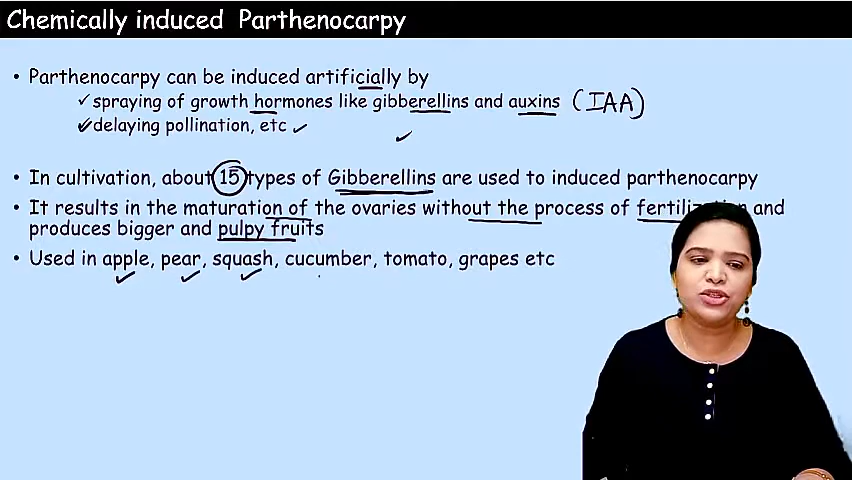 Chemically induced Parthenocarpy
• Parthenocarpy can be induced artificially by
✓spraying of growth hormones like gibberellins and auxins (IAA)
✓delaying pollination, etc
• In cultivation, about 15 types of Gibberellins are used to induced parthenocarpy
• It results in the maturation of the ovaries without the process of and
produces bigger and pulpy fruits
• Used in apple, pear, squash, cucumber, tomato, grapes etc